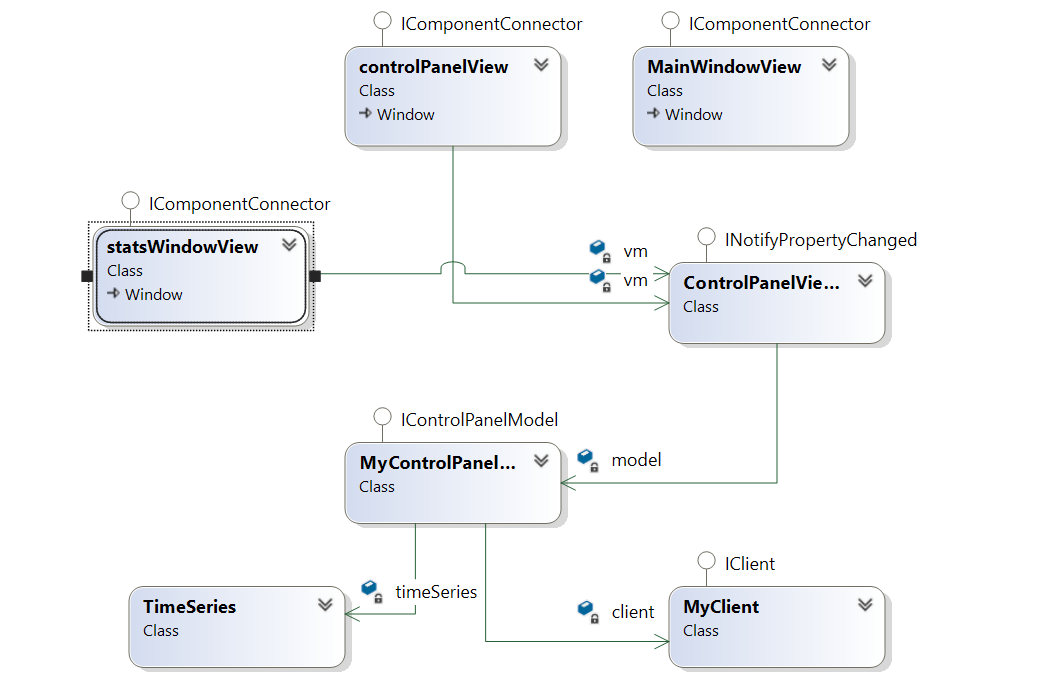 IComponentConnector
IComponentConnector
controlPanelView
Class
Window
MainWindowView
Class
Window
IComponentConnector
statsWindowView
Class
Window
INotifyPropertyChanged
vm
vm
ControlPanelVie...
Class
IControlPanelModel
MyControlPanel...
Class
model
IClient
TimeSeries
Class
timeSeries
client
MyClient
Class